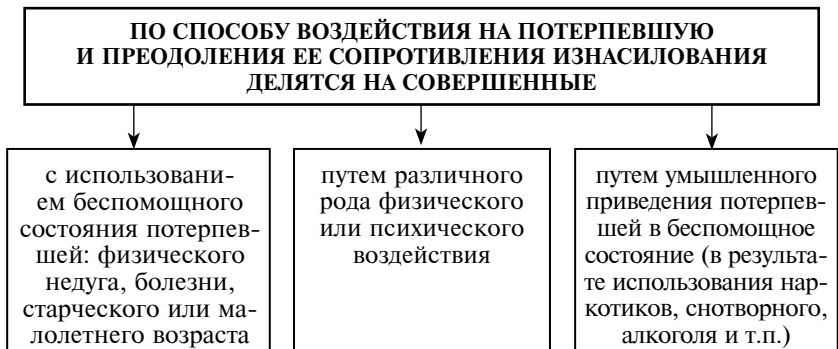 ПО СПОСОБУ ВОЗДЕЙСТВИЯ НА ПОТЕРПЕВШУЮ
И ПРЕОДОЛЕНИЯ ЕЕ СОПРОТИВЛЕНИЯ ИЗНАСИЛОВАНИЯ
ДЕЛЯТСЯ НА СОВЕРШЕННЫЕ
с использовани-
ем беспомощного
состояния потерпев-
шей: физического
недуга, болезни,
старческого или ма-
лолетнего возраста
путем различного
рода физического
или психического
воздействия
путем умышленного
приведения потерпев-
шей в беспомощное
состояние (в результа-
те использования нар-
котиков, снотворного,
алкоголя и т.п.)